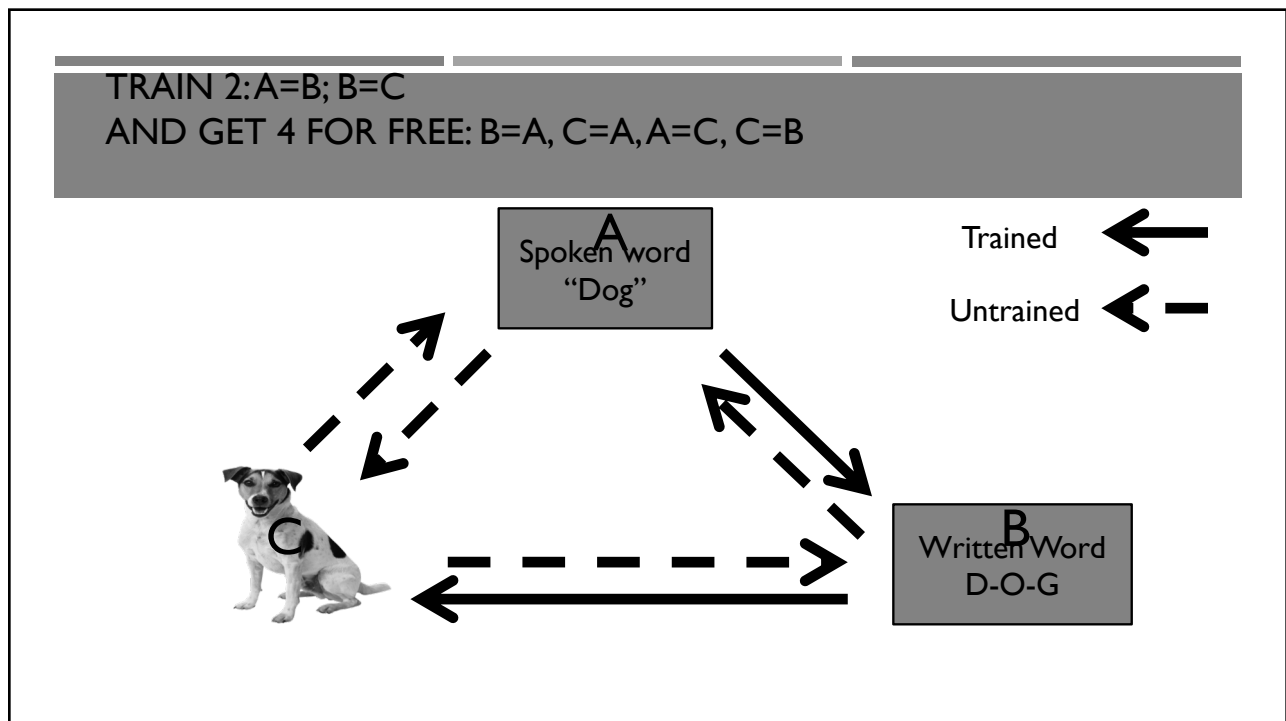 TRAIN 2: A=B; B=C
AND GET 4 FOR FREE: B=A, C=A, A=C, C=B
A
Spoken word
“Dog”
Trained
Untrained
C
B
Written Word
D-O-G